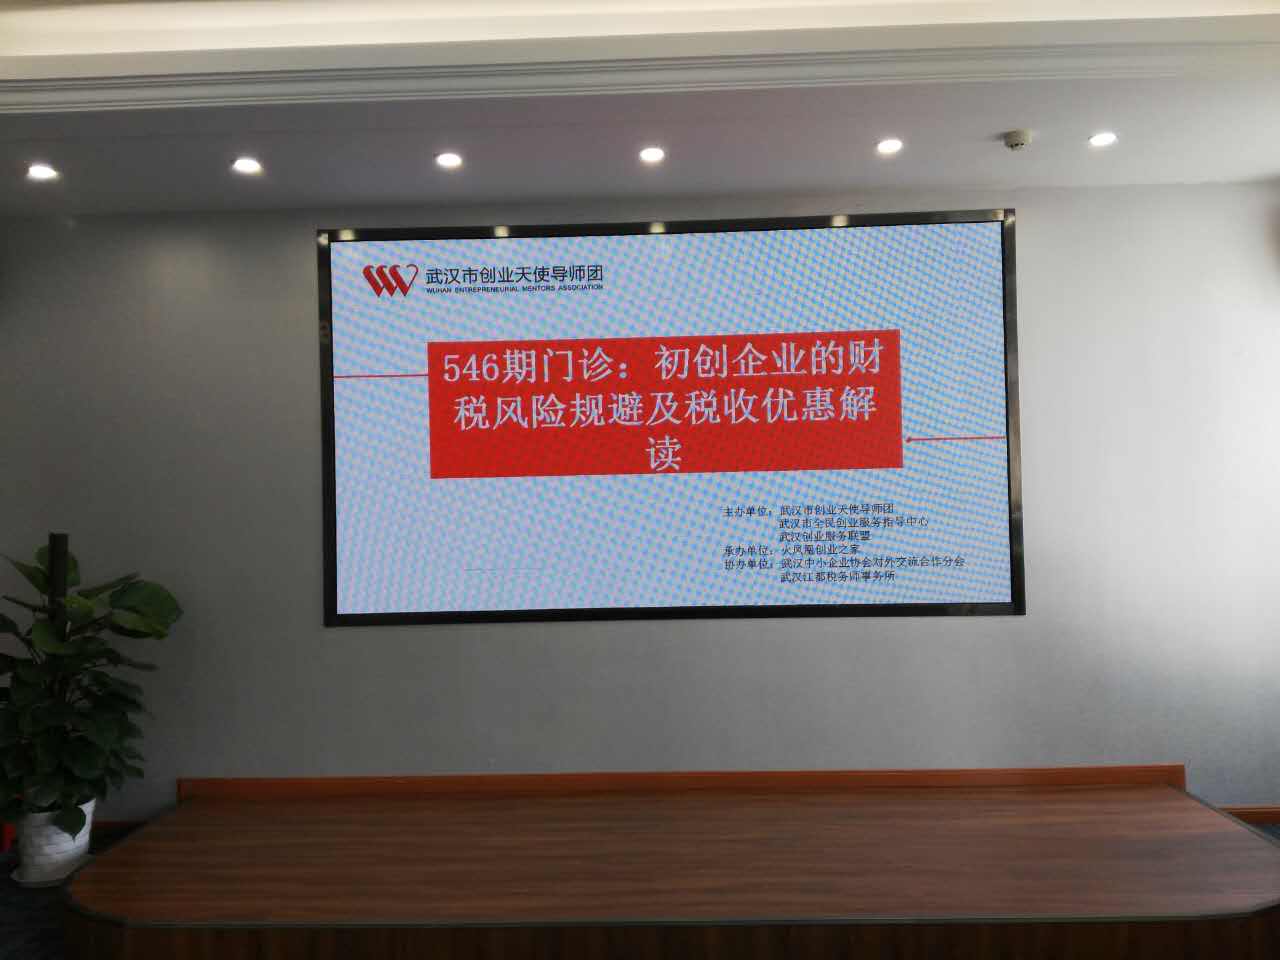 武汉市创业天使导师团
WUHAN ENTREPRENEURIAL MENTORS ASSOCIATION
546期门诊：初创企业的财
税风险规避及税收优惠解
读
主办单位：武汉市创业天使导师团
武汉市全民创业服务指导中心
武汉创业服务联盟
承办单位：火凤凰创业之家
协办单位：武汉中小企业协会对外交流合作分会
武汉江都税务师事务所